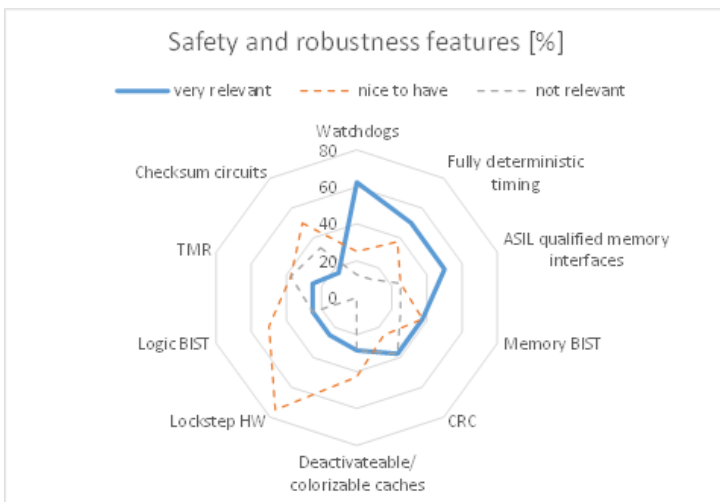 Safety and robustness features [%]
very relevant
nice to have
not relevant
Watchdogs
Fully deterministic
timing
ASIL qualified memory
interfaces
Memory BIST
CRC
Deactivateable/
colorizable caches
Lockstep HW
Logic BIST
TMR
Checksum circuits
80
60
40
20
0